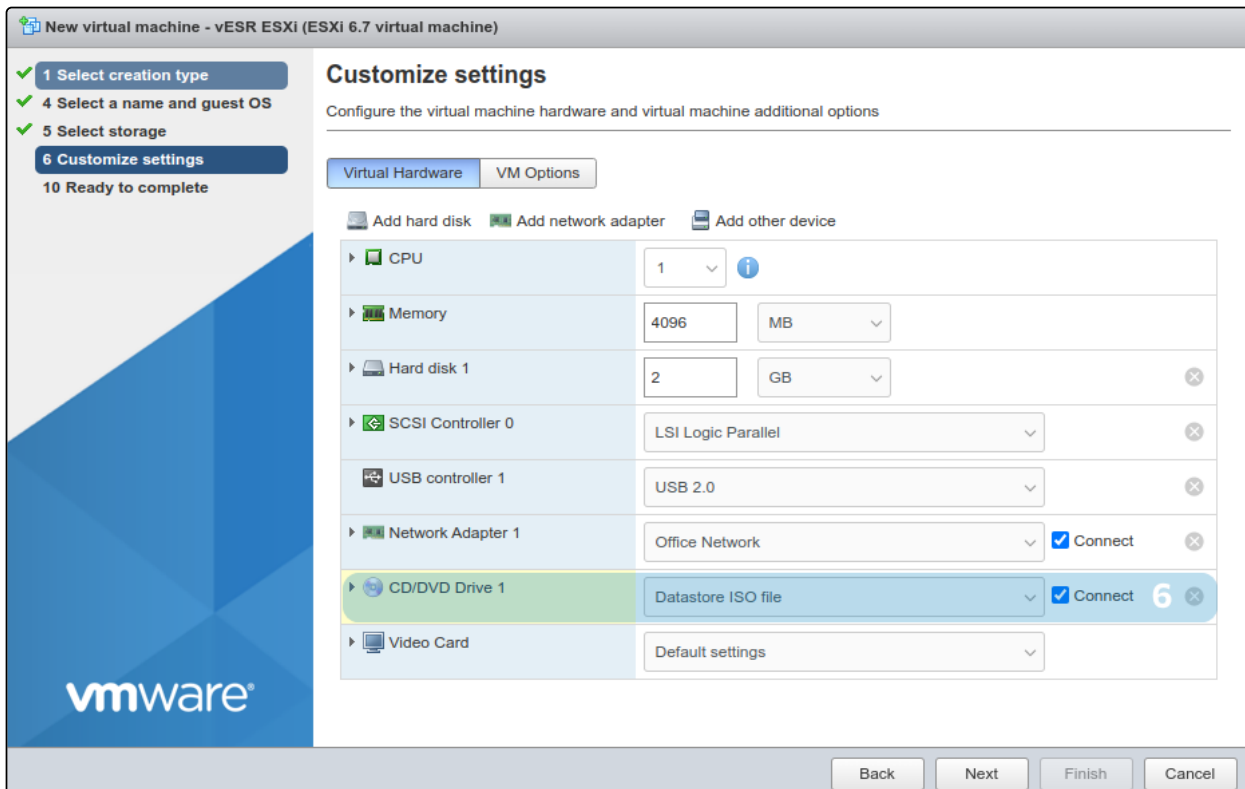 New virtual machine - vESR ESXi (ESXi 6.7 virtual machine)
1 Select creation type
4 Select a name and guest OS
5 Select storage
6 Customize settings
10 Ready to complete
vmware®
Customize settings
Configure the virtual machine hardware and virtual machine additional options
Virtual Hardware VM Options
Add hard disk Add network adapter Add other device
CPU 1 i
Memory 4096 MB
Hard disk 1 2 GB
SCSI Controller 0 LSI Logic Parallel
USB controller 1 USB 2.0
Network Adapter 1 Office Network Connect
CD/DVD Drive 1 Datastore ISO file Connect 6
Video Card Default settings
Back Next Finish Cancel